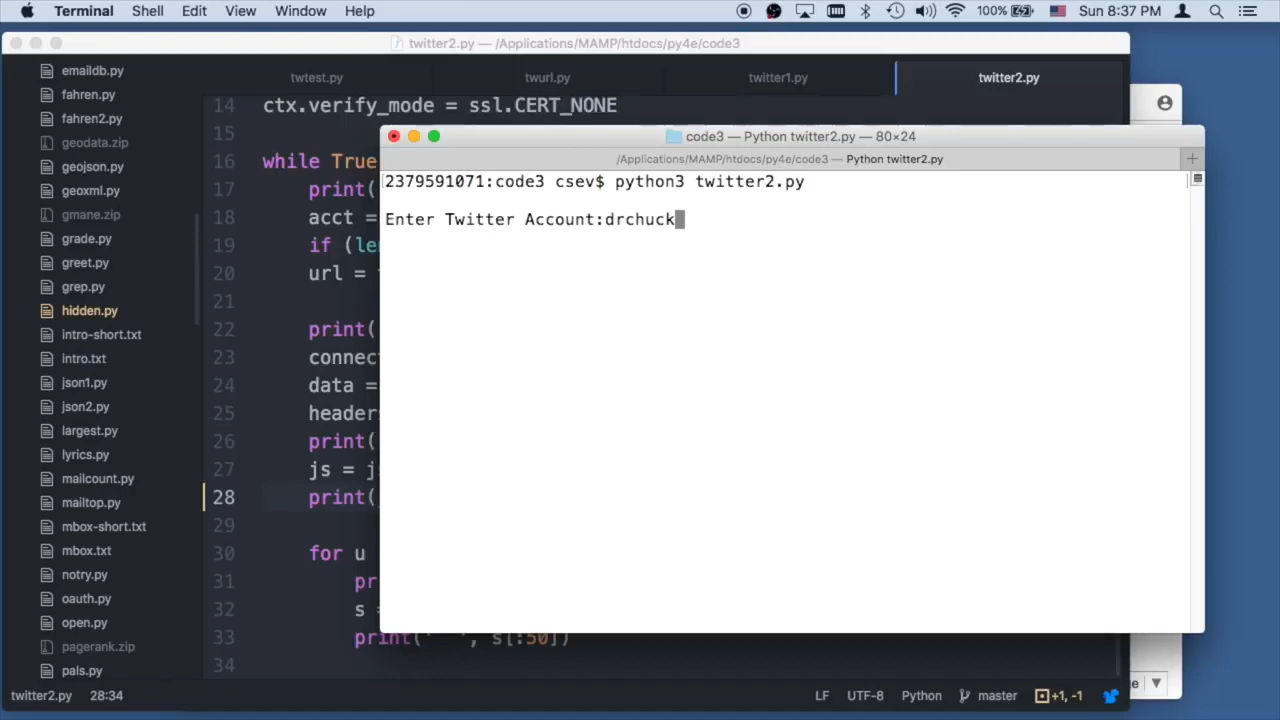 Terminal Shell Edit View Window Help 100% Sun 8:37 PM
twitter2.py — /Applications/MAMP/htdocs/py4e/code3
twtest.py twurl.py twitter1.py twitter2.py
emaildb.py
fahren.py
fahren2.py
geodata.zip
geojson.py
geoxml.py
gmane.zip
grade.py
greet.py
grep.py
hidden.py
intro-short.txt
intro.txt
json1.py
json2.py
largest.py
lyrics.py
mailcount.py
mailtop.py
mbox-short.txt
mbox.txt
notry.py
oauth.py
open.py
pagerank.zip
pals.py
14 ctx.verify_mode = ssl.CERT_NONE
15
16 while True
17 print(
18 acct =
19 if (le
20 url =
21
22 print(
23 connect
24 data =
25 headers
26 print(
27 js = j
28 print(
29
30 for u
31 pr
32 s =
33 print(' ', s[:50])
34
code3 — Python twitter2.py — 80×24
/Applications/MAMP/htdocs/py4e/code3 — Python twitter2.py
[2379591071:code3 csev$ python3 twitter2.py ]
Enter Twitter Account:drchuck
twitter2.py 28:34 LF UTF-8 Python master +1, -1